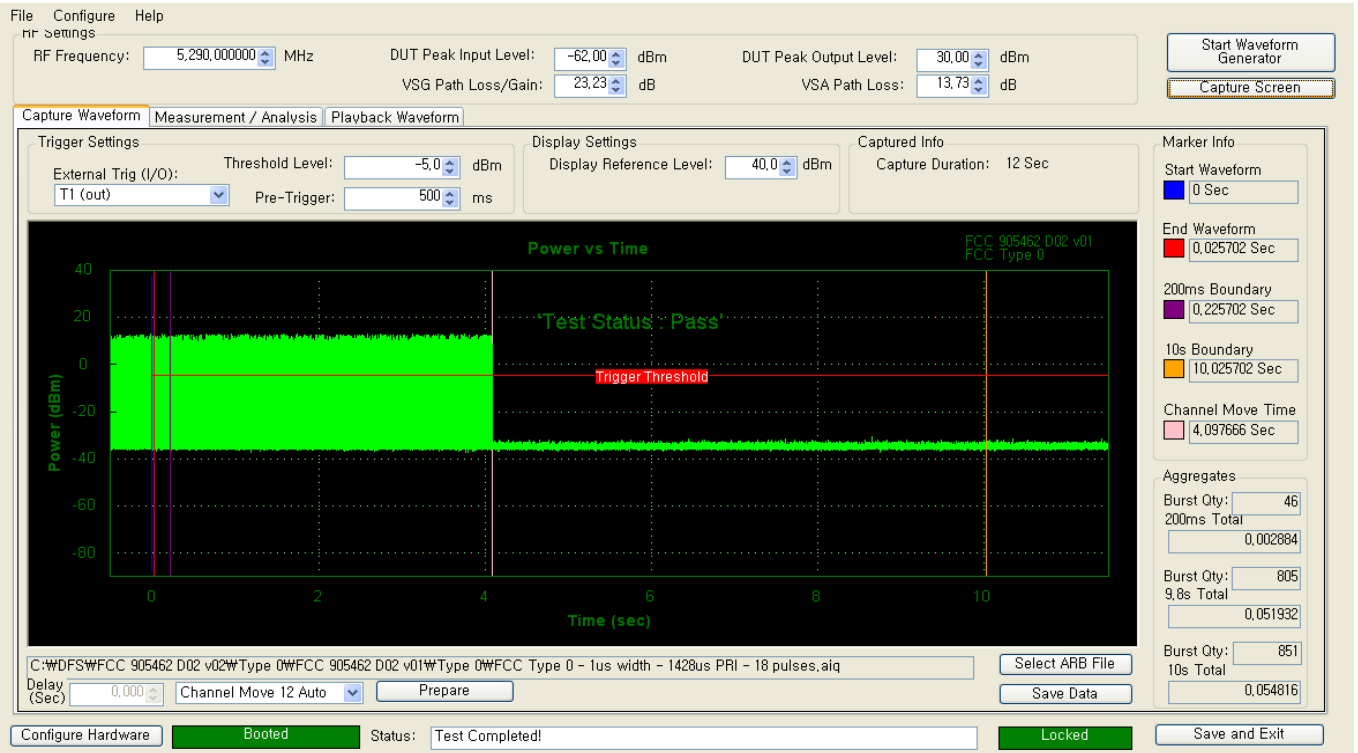 File Configure Help
RF Settings
RF Frequency: 5,290,000000 MHz
DUT Peak Input Level: -62,00 dBm
DUT Peak Output Level: 30,00 dBm
VSG Path Loss/Gain: 23,23 dB
VSA Path Loss: 13,73 dB
Start Waveform
Generator
Capture Screen
Capture Waveform Measurement / Analysis Playback Waveform
Trigger Settings
External Trig (I/O):
T1 (out)
Threshold Level: -5,0 dBm
Pre-Trigger: 500 ms
Display Settings
Display Reference Level: 40,0 dBm
Captured Info
Capture Duration: 12 Sec
Marker Info
Start Waveform
0 Sec
End Waveform
0,025702 Sec
200ms Boundary
0,225702 Sec
10s Boundary
10,025702 Sec
Channel Move Time
4,097666 Sec
Power vs Time
FCC 905462 D02 v01
FCC Type 0
'Test Status : Pass'
Trigger Threshold
Power (dBm)
40
20
0
-20
-40
-60
-80
0 2 4 6 8 10
Time (sec)
Aggregates
Burst Qty: 46
200ms Total
0,002884
Burst Qty: 805
9,8s Total
0,051932
Burst Qty: 851
10s Total
0,054816
C:₩DFS₩FCC 905462 D02 v02₩Type 0₩FCC 905462 D02 v01₩Type 0₩FCC Type 0 - 1us width - 1428us PRI - 18 pulses,aiq
Select ARB File
Delay
(Sec)
0,000
Channel Move 12 Auto
Prepare
Save Data
Configure Hardware
Booted
Status: Test Completed!
Locked
Save and Exit